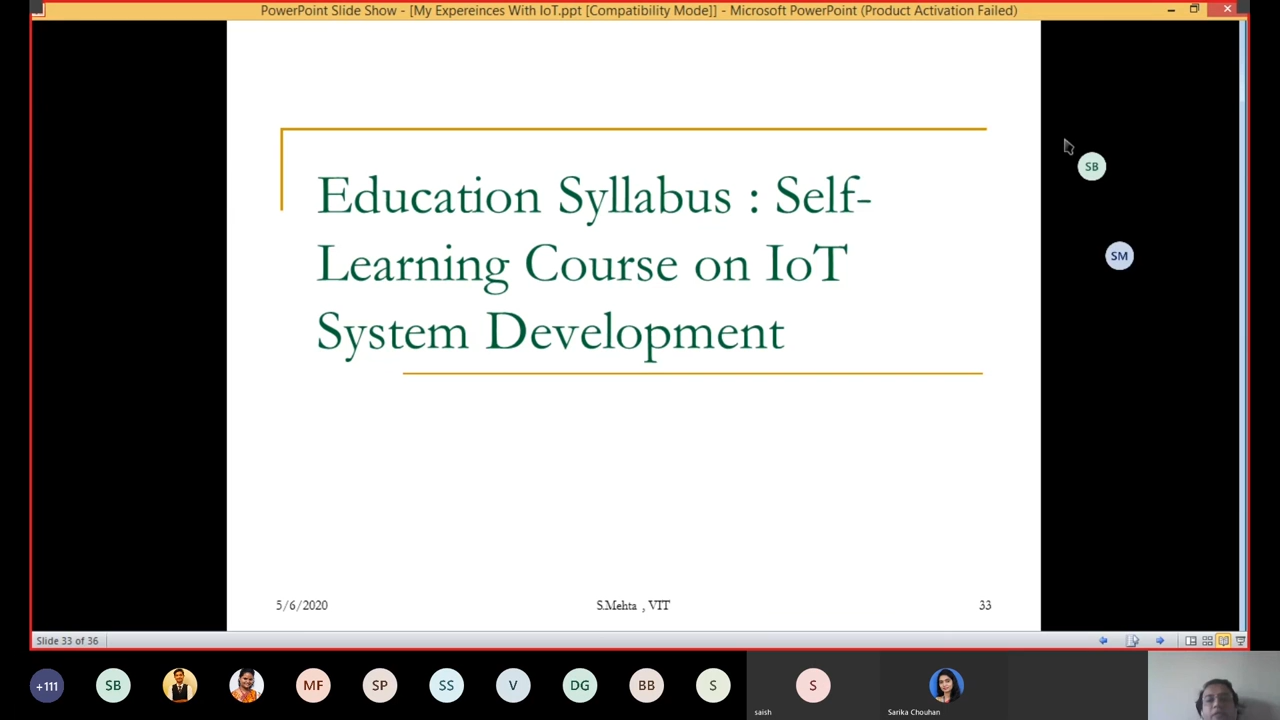 PowerPoint Slide Show - [My Expereinces With IoT.ppt [Compatibility Mode]] - Microsoft PowerPoint (Product Activation Failed)
Education Syllabus : Self-
Learning Course on IoT
System Development
SB
SM
5/6/2020
S.Mehta , VIT
33
Slide 33 of 36
+111
SB
MF
SP
SS
V
DG
BB
S
S
saish
Sarika Chouhan